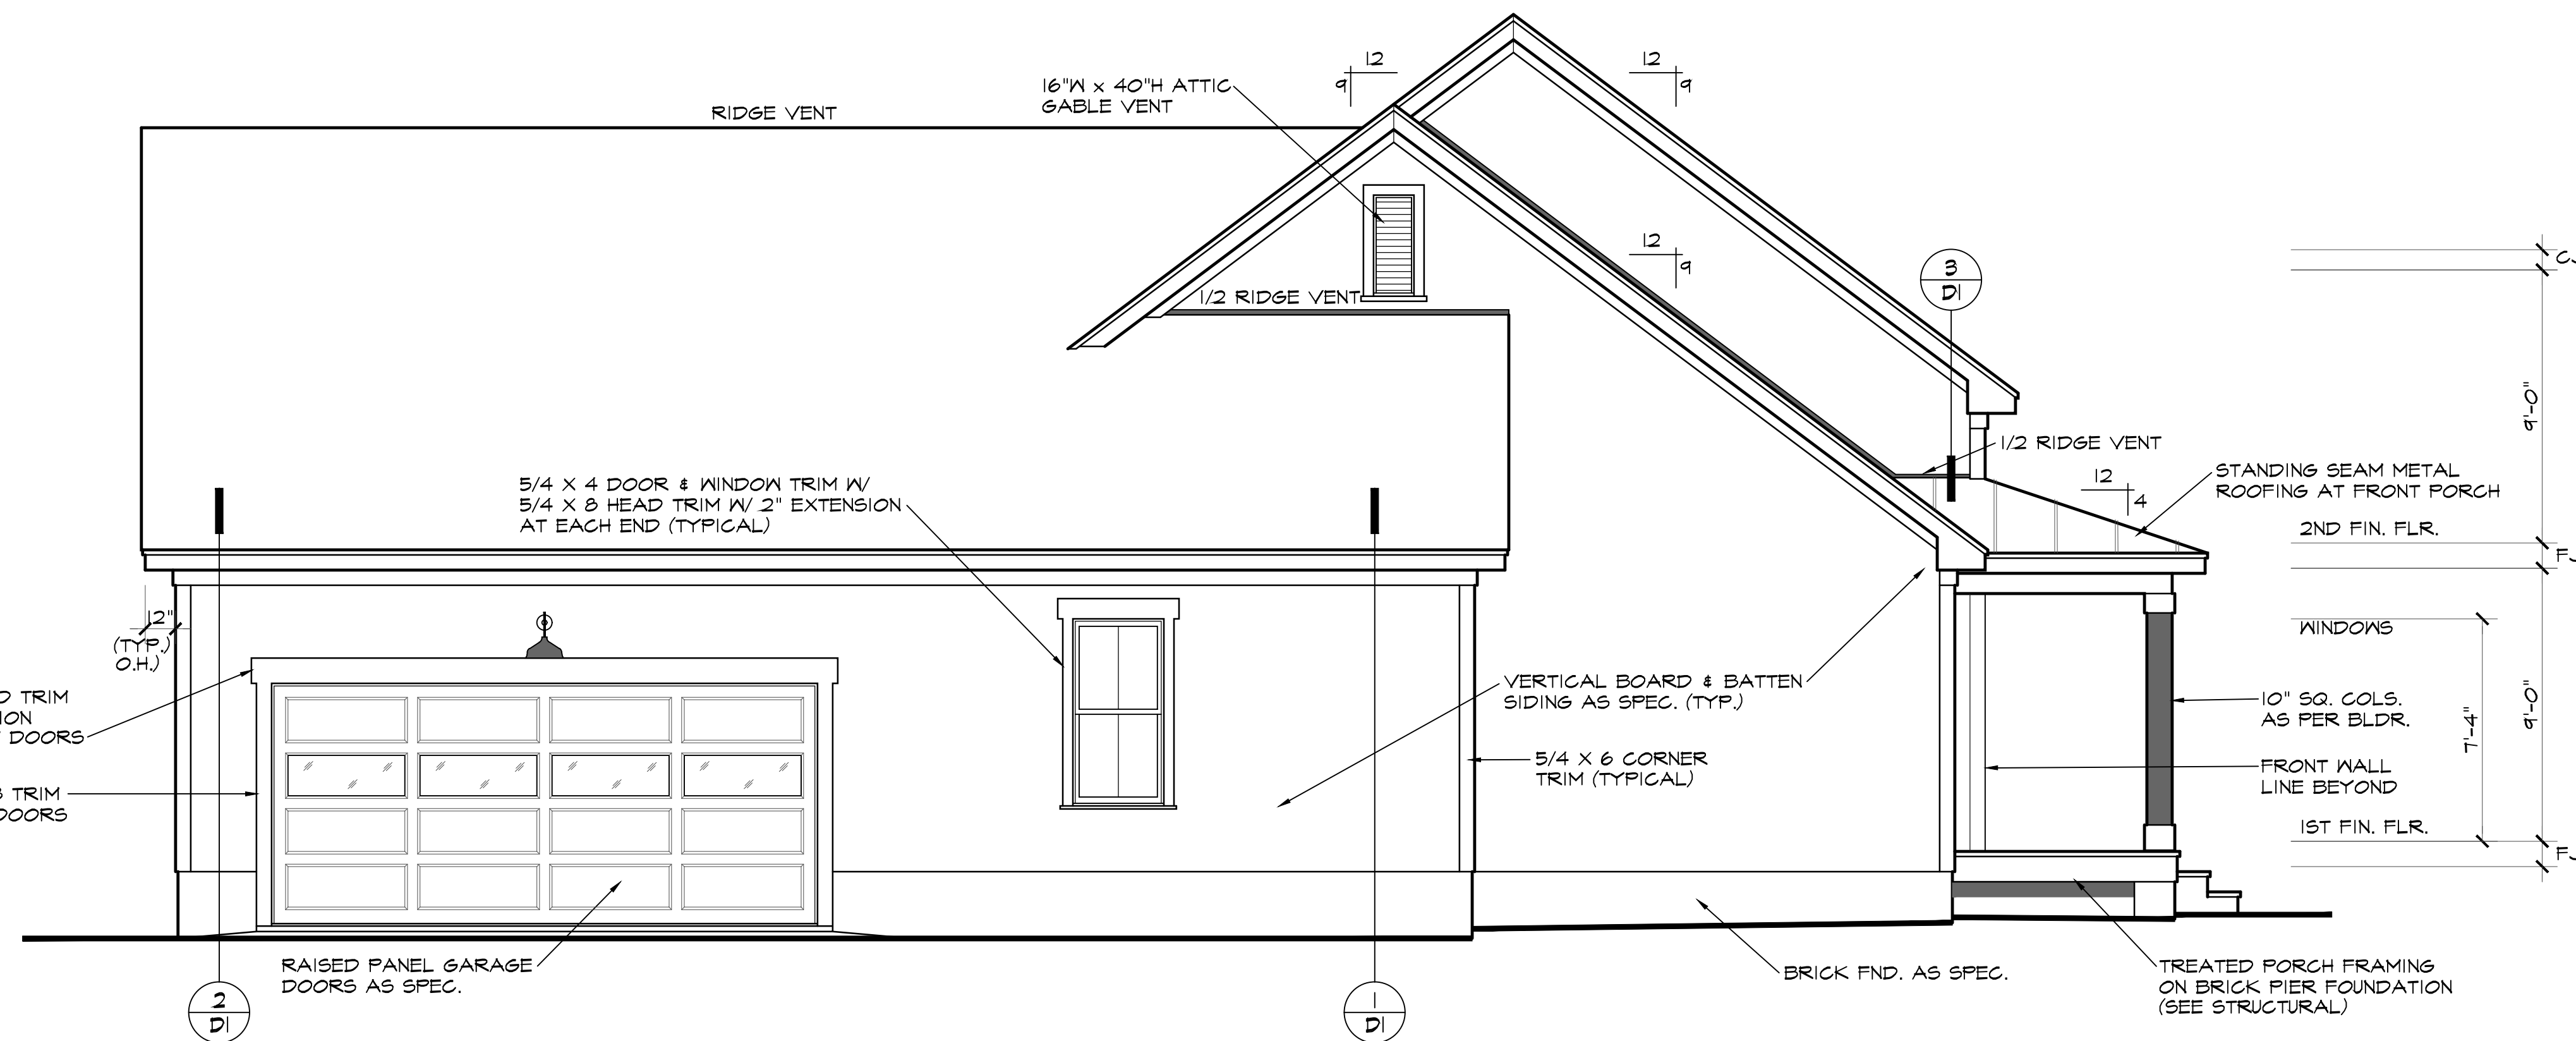 RIDGE VENT
16"W x 40"H ATTIC
GABLE VENT
12
9
12
9
12
9
1/2 RIDGE VENT
3
D1
1/2 RIDGE VENT
12
4
STANDING SEAM METAL
ROOFING AT FRONT PORCH
5/4 X 4 DOOR & WINDOW TRIM W/
5/4 X 8 HEAD TRIM W/ 2" EXTENSION
AT EACH END (TYPICAL)
9'-0"
2ND FIN. FLR.
12"
(TYP.)
O.H.)
WINDOWS
TRIM
DOORS
TRIM
DOORS
VERTICAL BOARD & BATTEN
SIDING AS SPEC. (TYP.)
5/4 X 6 CORNER
TRIM (TYPICAL)
10" SQ. COLS.
AS PER BLDR.
7'-4"
9'-0"
FRONT WALL
LINE BEYOND
1ST FIN. FLR.
RAISED PANEL GARAGE
DOORS AS SPEC.
BRICK FND. AS SPEC.
TREATED PORCH FRAMING
ON BRICK PIER FOUNDATION
(SEE STRUCTURAL)
2
D1
1
D1